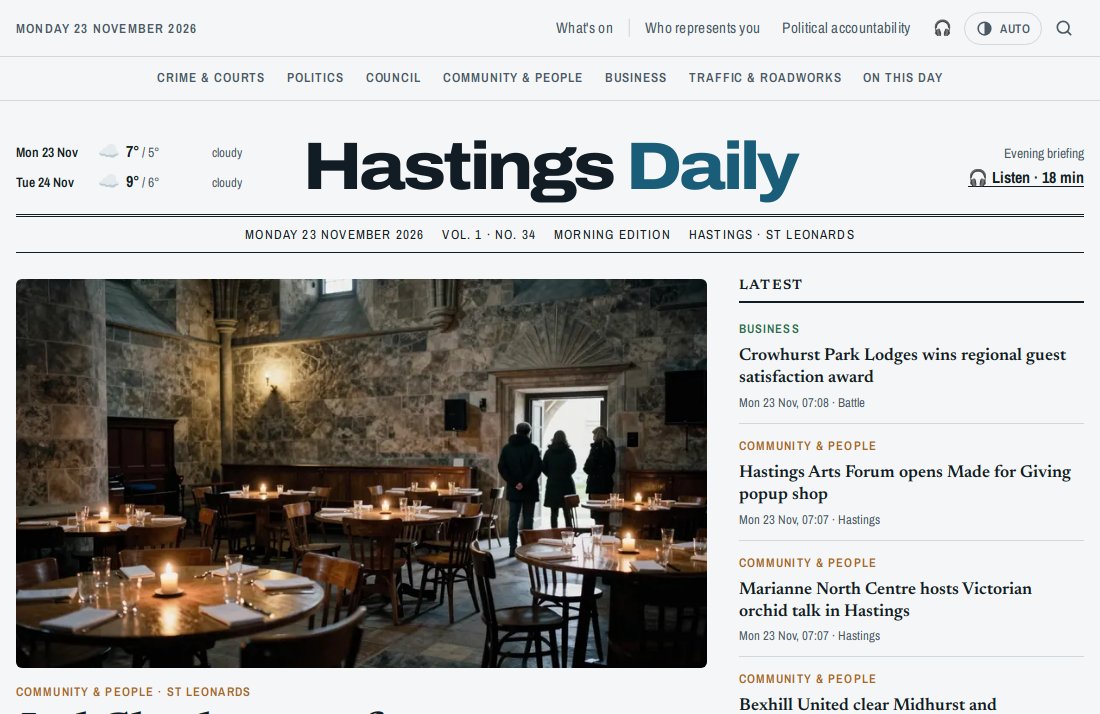 MONDAY 23 NOVEMBER 2026
What's on
Who represents you
Political accountability
AUTO
CRIME & COURTS
POLITICS
COUNCIL
COMMUNITY & PEOPLE
BUSINESS
TRAFFIC & ROADWORKS
ON THIS DAY
Mon 23 Nov 7° / 5° cloudy
Tue 24 Nov 9° / 6° cloudy
Hastings Daily
Evening briefing
Listen · 18 min
MONDAY 23 NOVEMBER 2026 VOL. 1 · NO. 34 MORNING EDITION HASTINGS · ST LEONARDS
COMMUNITY & PEOPLE · ST LEONARDS
LATEST
BUSINESS
Crowhurst Park Lodges wins regional guest
satisfaction award
Mon 23 Nov, 07:08 · Battle
COMMUNITY & PEOPLE
Hastings Arts Forum opens Made for Giving
popup shop
Mon 23 Nov, 07:07 · Hastings
COMMUNITY & PEOPLE
Marianne North Centre hosts Victorian
orchid talk in Hastings
Mon 23 Nov, 07:07 · Hastings
COMMUNITY & PEOPLE
Bexhill United clear Midhurst and